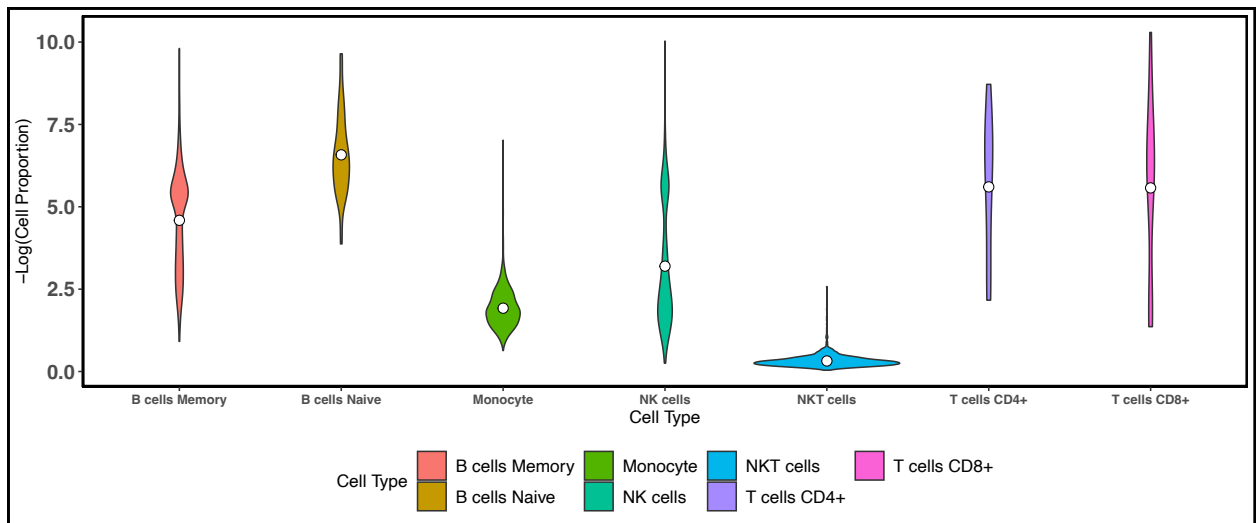 10.0
7.5
5.0
2.5
0.0
−Log(Cell Proportion)
B cells Memory B cells Naive Monocyte NK cells NKT cells T cells CD4+ T cells CD8+
Cell Type
Cell Type
B cells Memory Monocyte NKT cells T cells CD8+
B cells Naive NK cells T cells CD4+